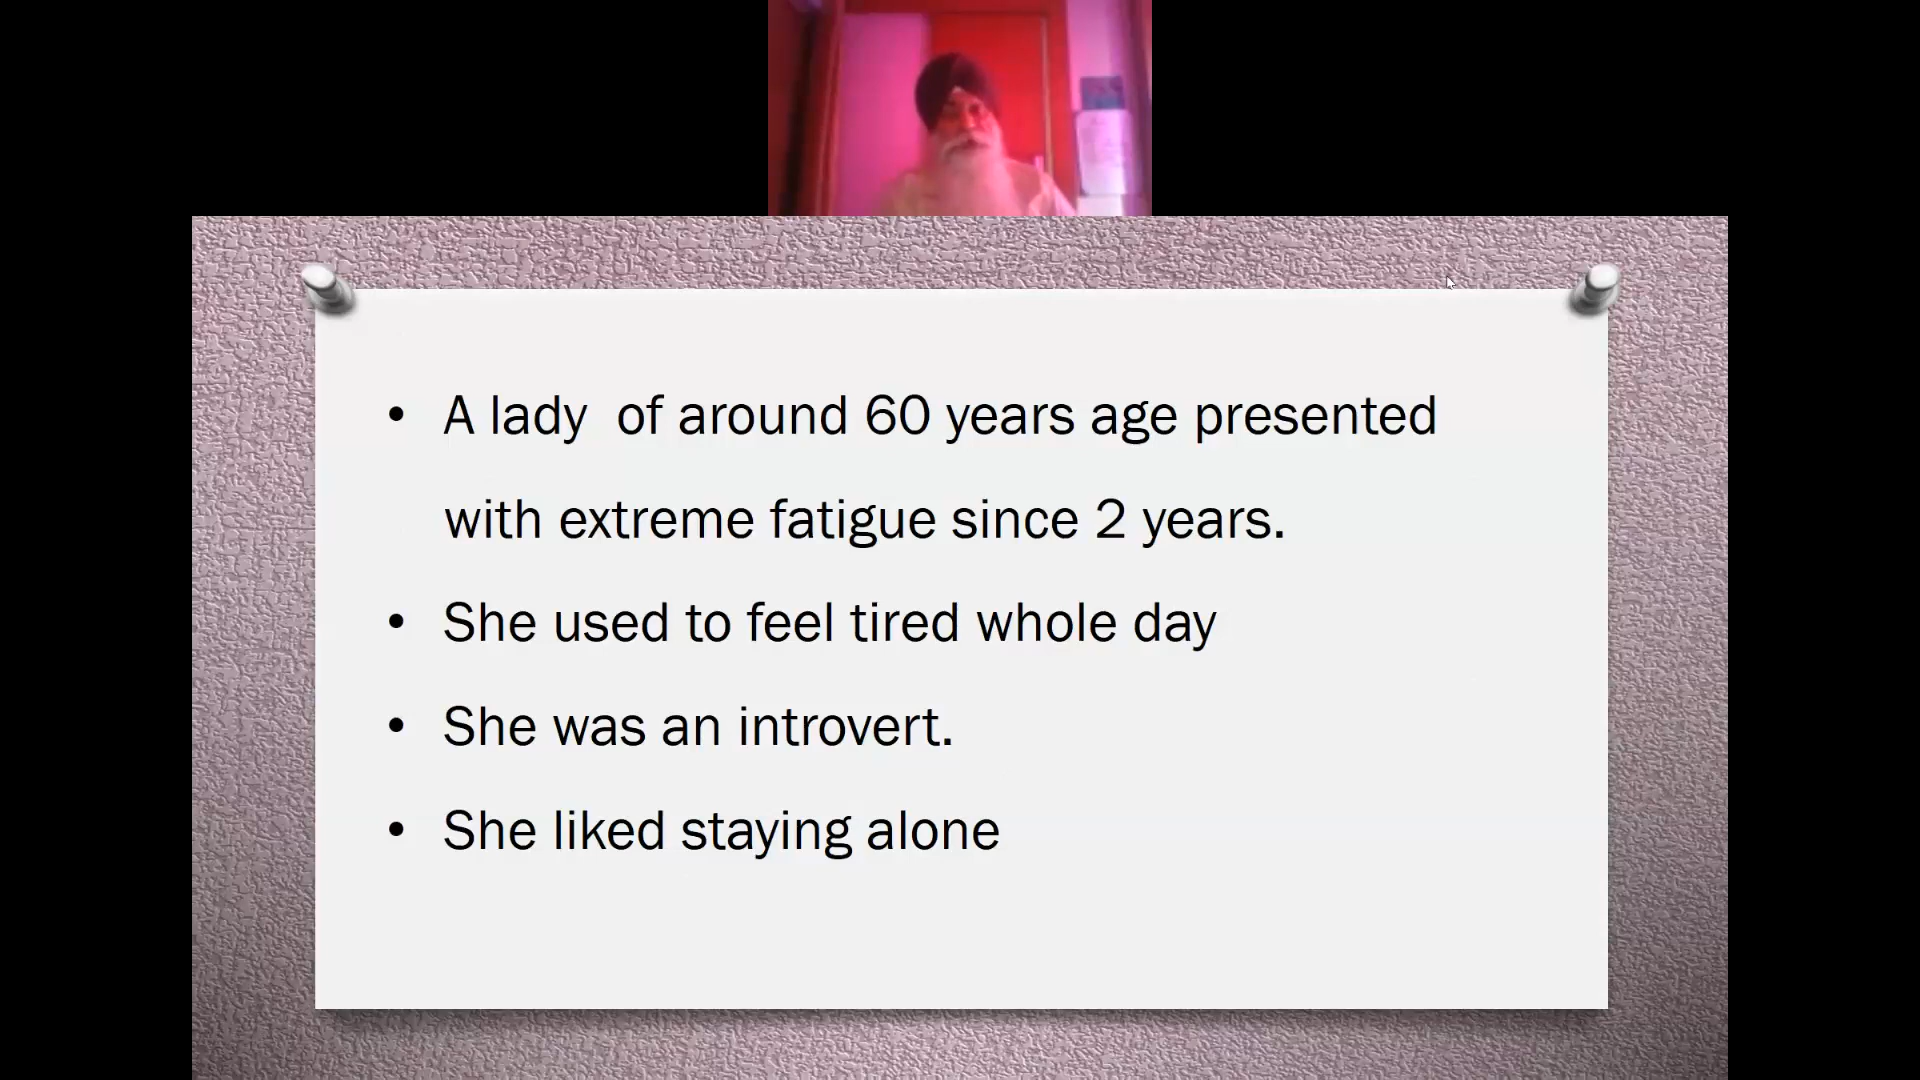 • A lady  of around 60 years age presented
with extreme fatigue since 2 years.
• She used to feel tired whole day
• She was an introvert.
• She liked staying alone